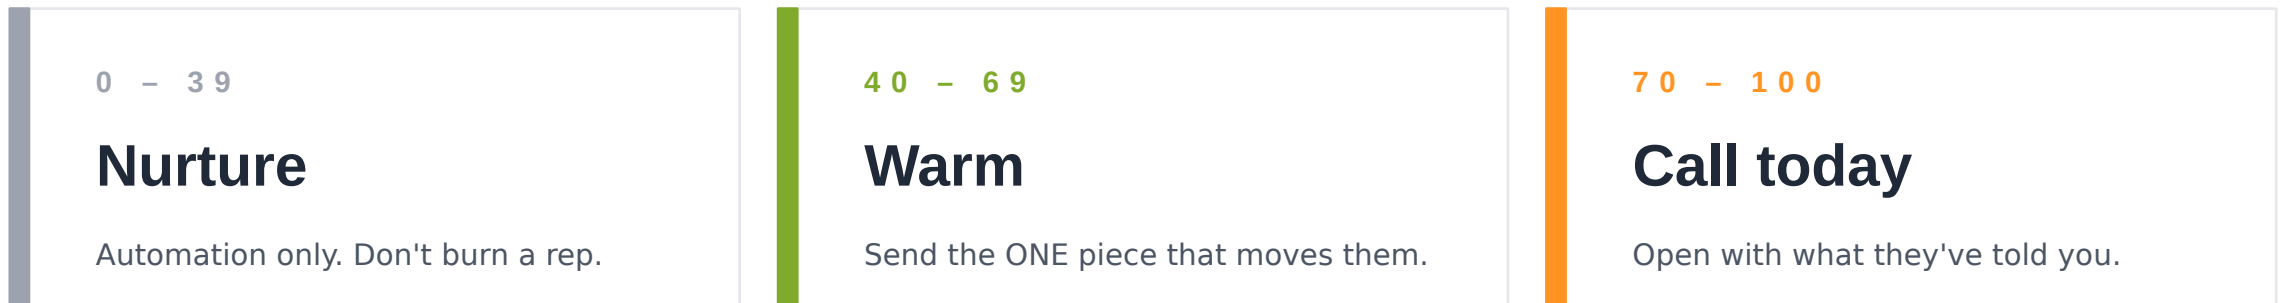 0 – 39
Nurture
Automation only. Don't burn a rep.
40 – 69
Warm
Send the ONE piece that moves them.
70 – 100
Call today
Open with what they've told you.